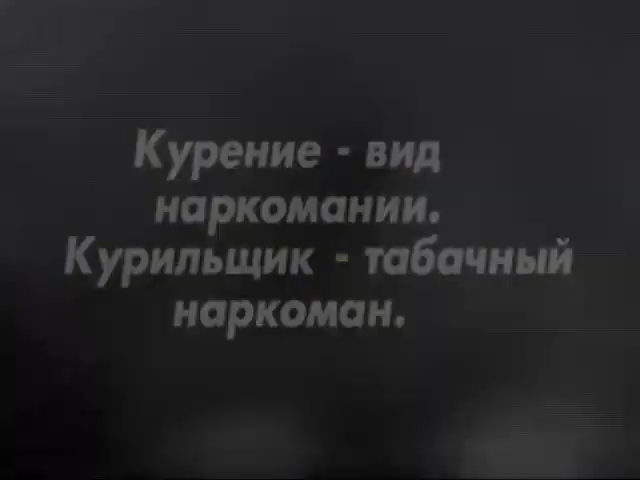 Курение - вид
наркомании.
Курильщик - табачный
наркоман.